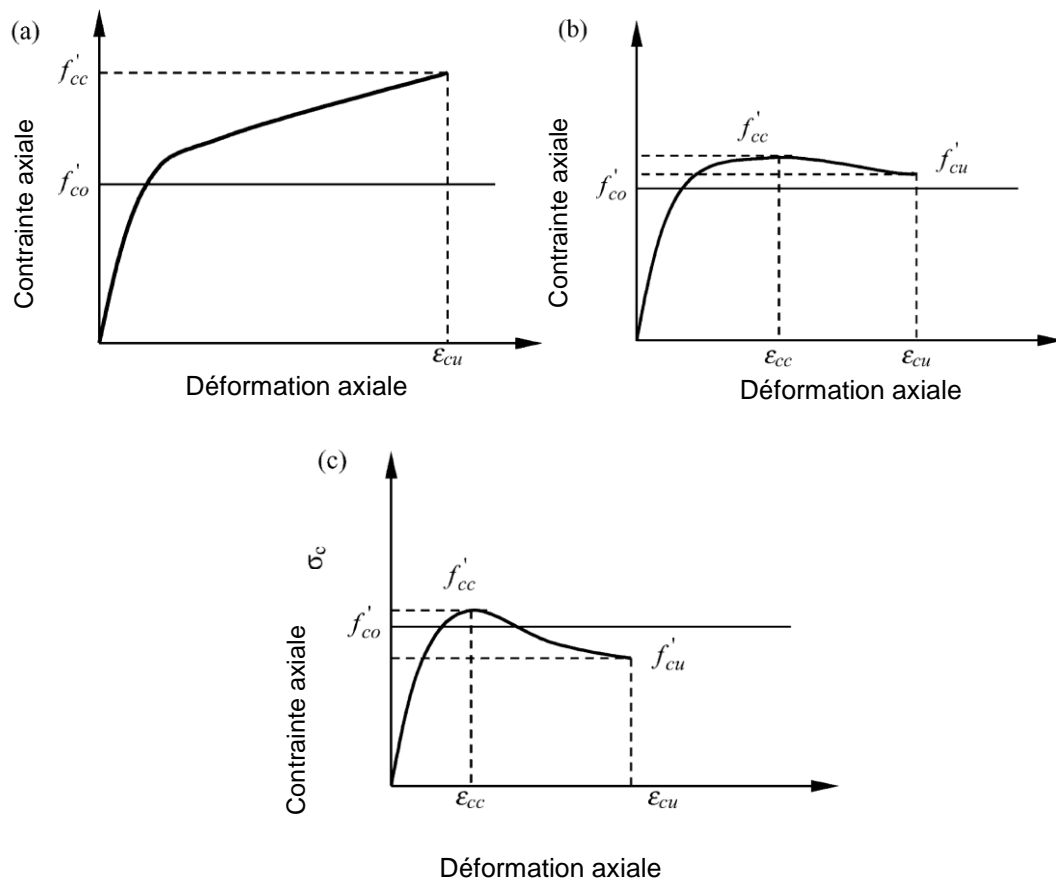 (a)
f'cc
f'co
Contrainte axiale
εcu
Déformation axiale
(b)
f'cc
f'cu
f'co
Contrainte axiale
εcc
εcu
Déformation axiale
(c)
σc
f'cc
f'co
f'cu
Contrainte axiale
εcc
εcu
Déformation axiale